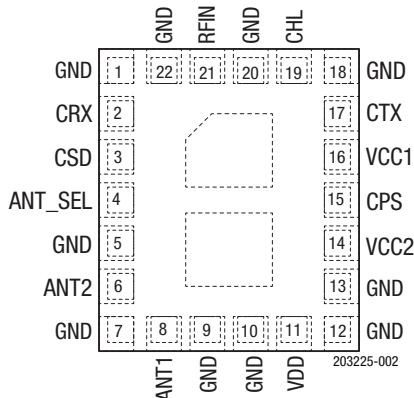 GND RFIN GND CHL
GND 1 22 21 20 19 18 GND
CRX 2 17 CTX
CSD 3 16 VCC1
ANT_SEL 4 15 CPS
GND 5 14 VCC2
ANT2 6 13 GND
GND 7 8 9 10 11 12 GND
ANT1 GND GND VDD
203225-002